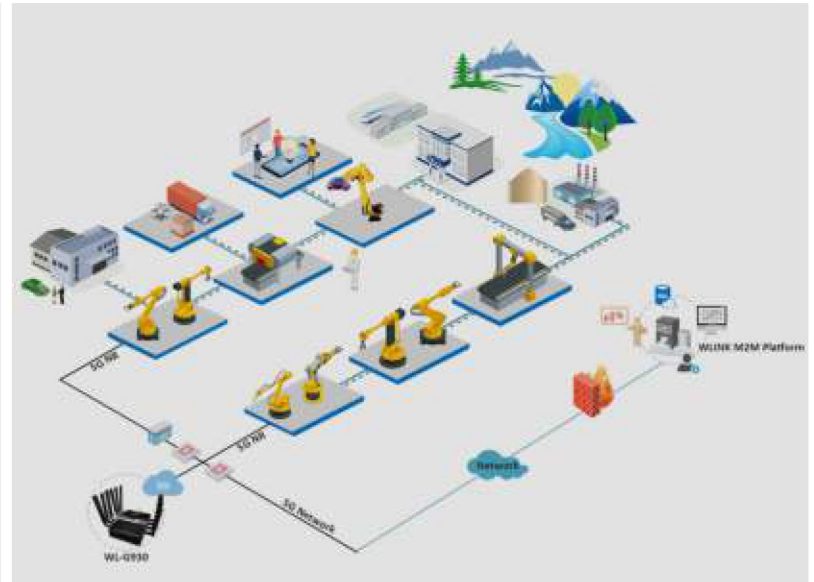 WLINK M2M Platform
5G NR
5G NR
Network
5G Network
WL-G930